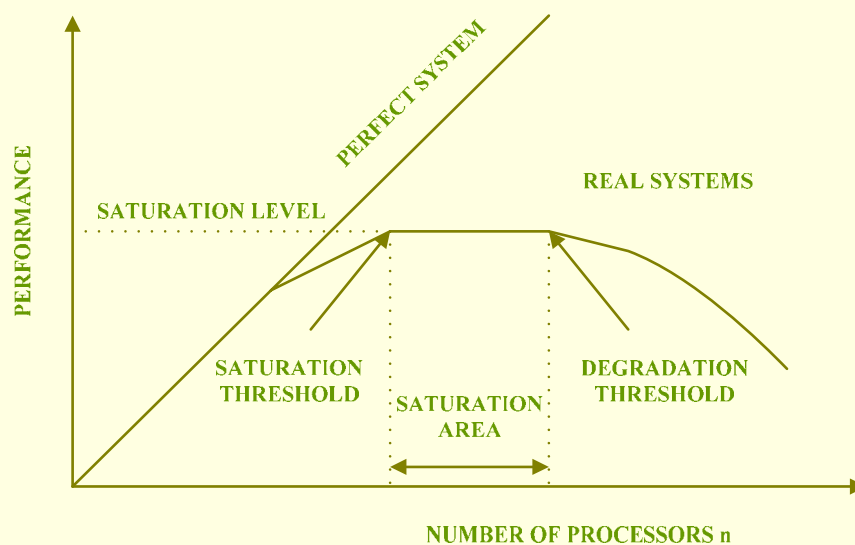 PERFECT SYSTEM
REAL SYSTEMS
SATURATION LEVEL
PERFORMANCE
SATURATION
THRESHOLD
DEGRADATION
THRESHOLD
SATURATION
AREA
NUMBER OF PROCESSORS n